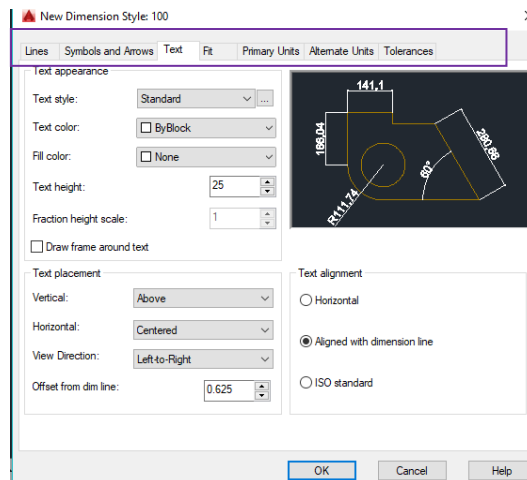 New Dimension Style: 100
Lines Symbols and Arrows Text Fit Primary Units Alternate Units Tolerances
Text appearance
Text style: Standard ...
Text color: ByBlock
Fill color: None
Text height: 25
Fraction height scale: 1
Draw frame around text
141,1
166,04
280,66
60°
R111,74
Text placement
Vertical: Above
Horizontal: Centered
View Direction: Left-to-Right
Offset from dim line: 0.625
Text alignment
Horizontal
Aligned with dimension line
ISO standard
OK Cancel Help